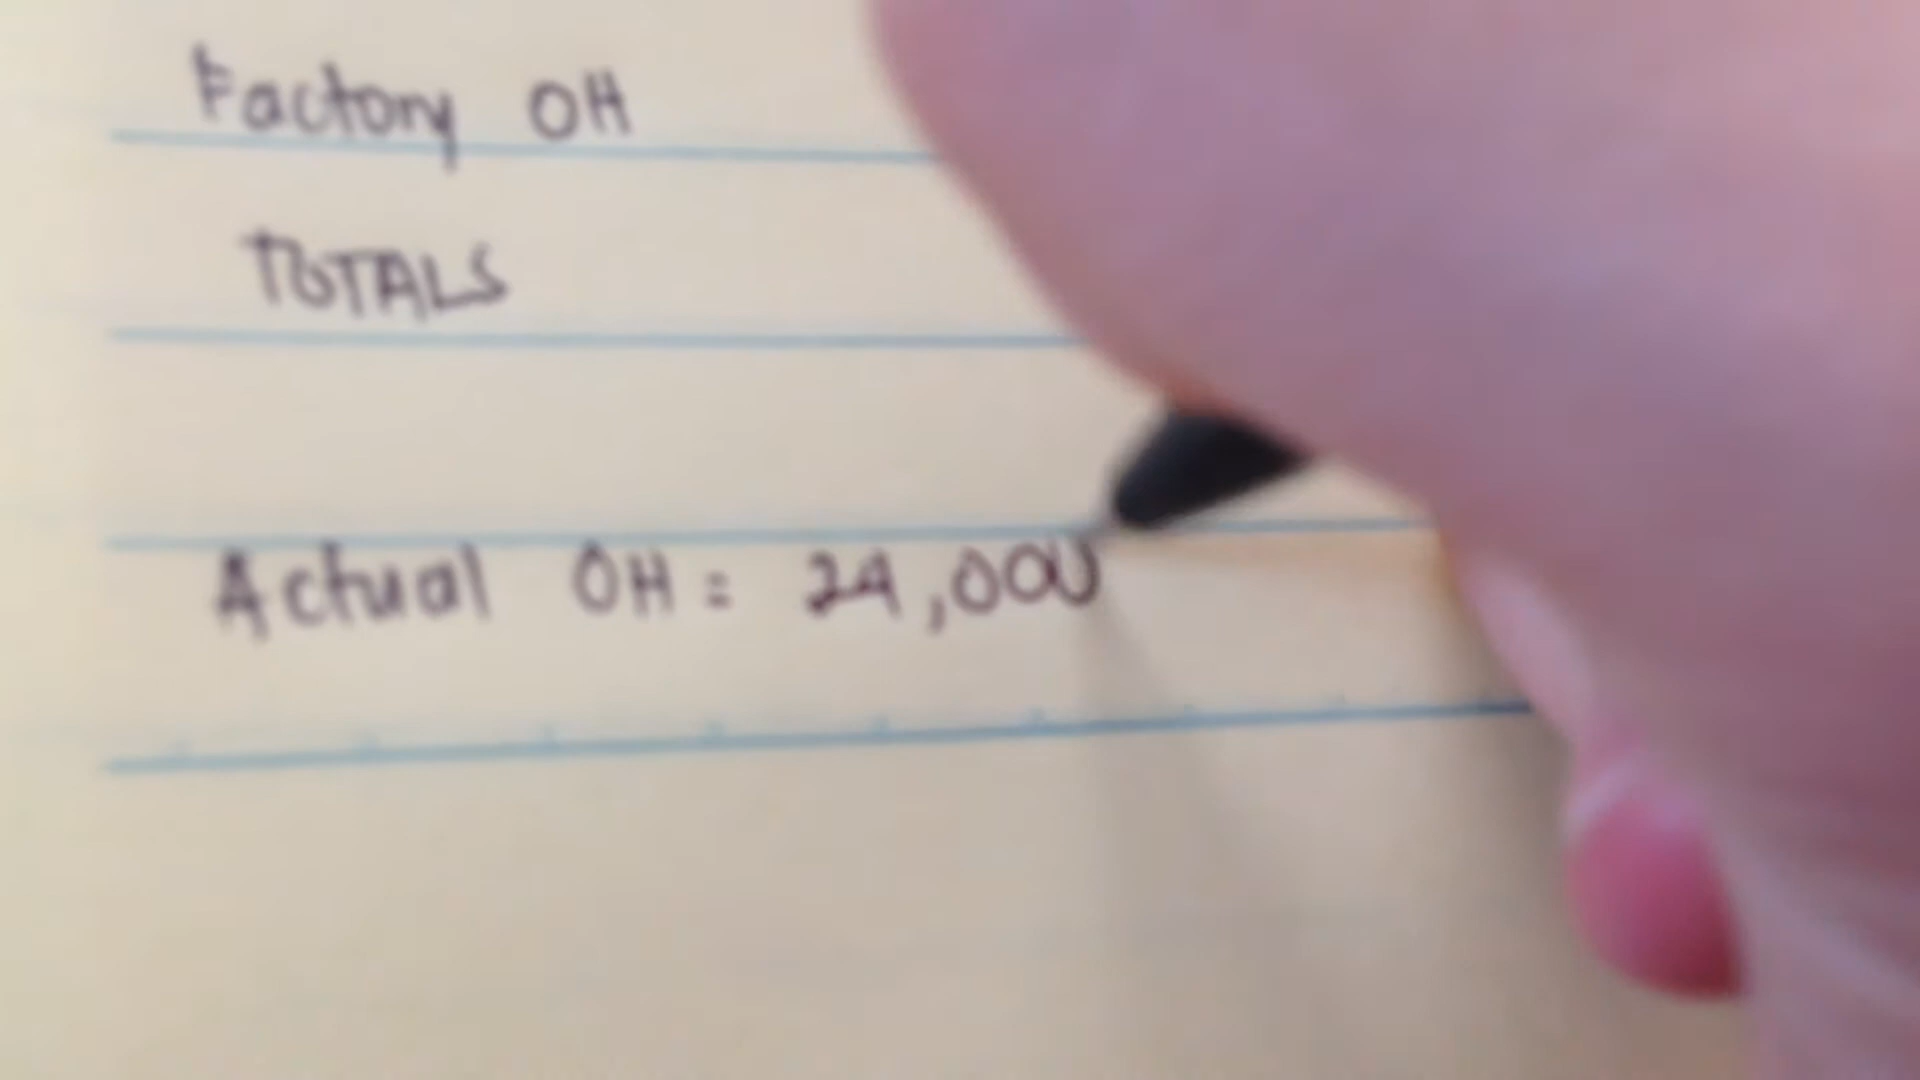 Factory OH
TOTALS
Actual OH = 24,000